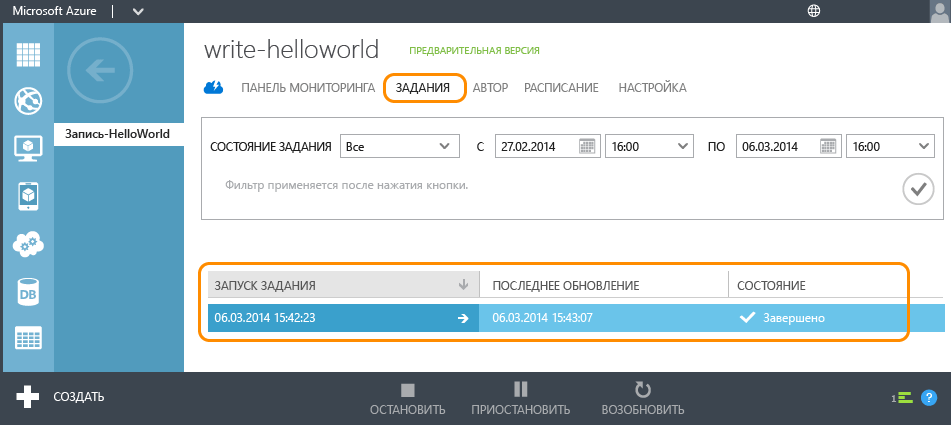 Microsoft Azure
write-helloworld ПРЕДВАРИТЕЛЬНАЯ ВЕРСИЯ
ПАНЕЛЬ МОНИТОРИНГА ЗАДАНИЯ АВТОР РАСПИСАНИЕ НАСТРОЙКА
Запись-HelloWorld
СОСТОЯНИЕ ЗАДАНИЯ Все С 27.02.2014 16:00 ПО 06.03.2014 16:00
Фильтр применяется после нажатия кнопки.
ЗАПУСК ЗАДАНИЯ ПОСЛЕДНЕЕ ОБНОВЛЕНИЕ СОСТОЯНИЕ
DB
06.03.2014 15:42:23 06.03.2014 15:43:07 Завершено
СОЗДАТЬ
ОСТАНОВИТЬ ПРИОСТАНОВИТЬ ВОЗОБНОВИТЬ
1 ?